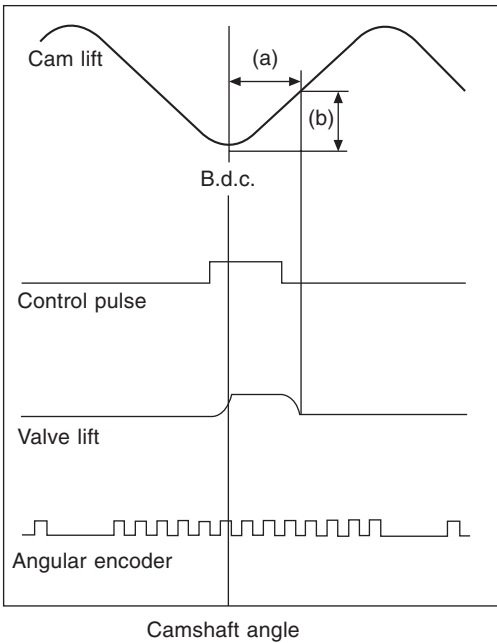 Cam lift
(a)
(b)
B.d.c.
Control pulse
Valve lift
Angular encoder
Camshaft angle